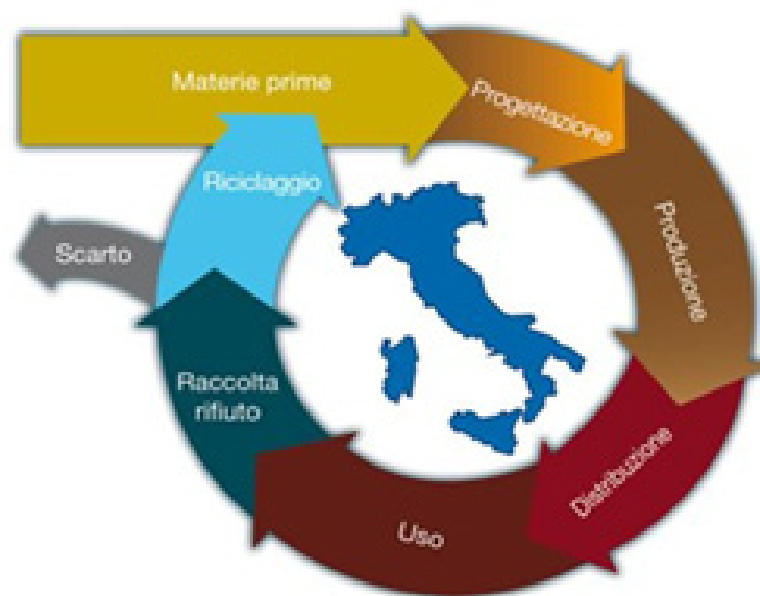 Materie prime
Progettazione
Produzione
Distribuzione
Uso
Raccolta
rifiuto
Riciclaggio
Scarto